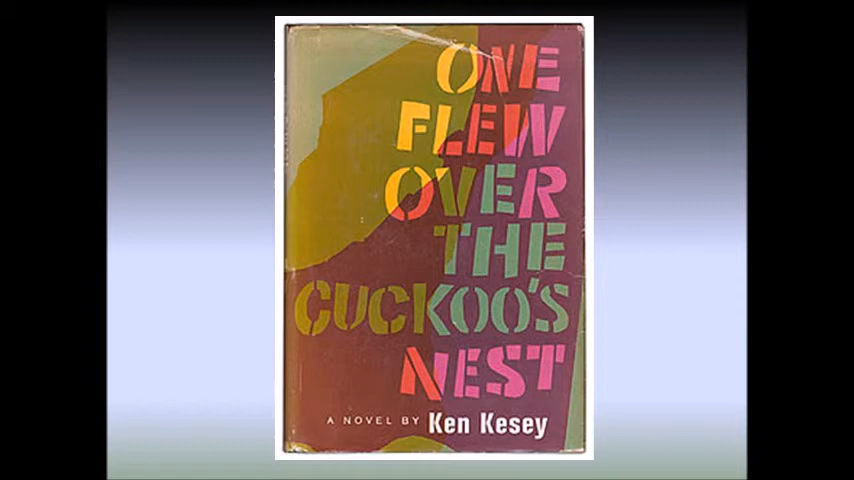 ONE
FLEW
OVER
THE
CUCKOO'S
NEST
A NOVEL BY Ken Kesey